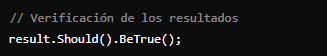 // Verificación de los resultados
result.Should().BeTrue();